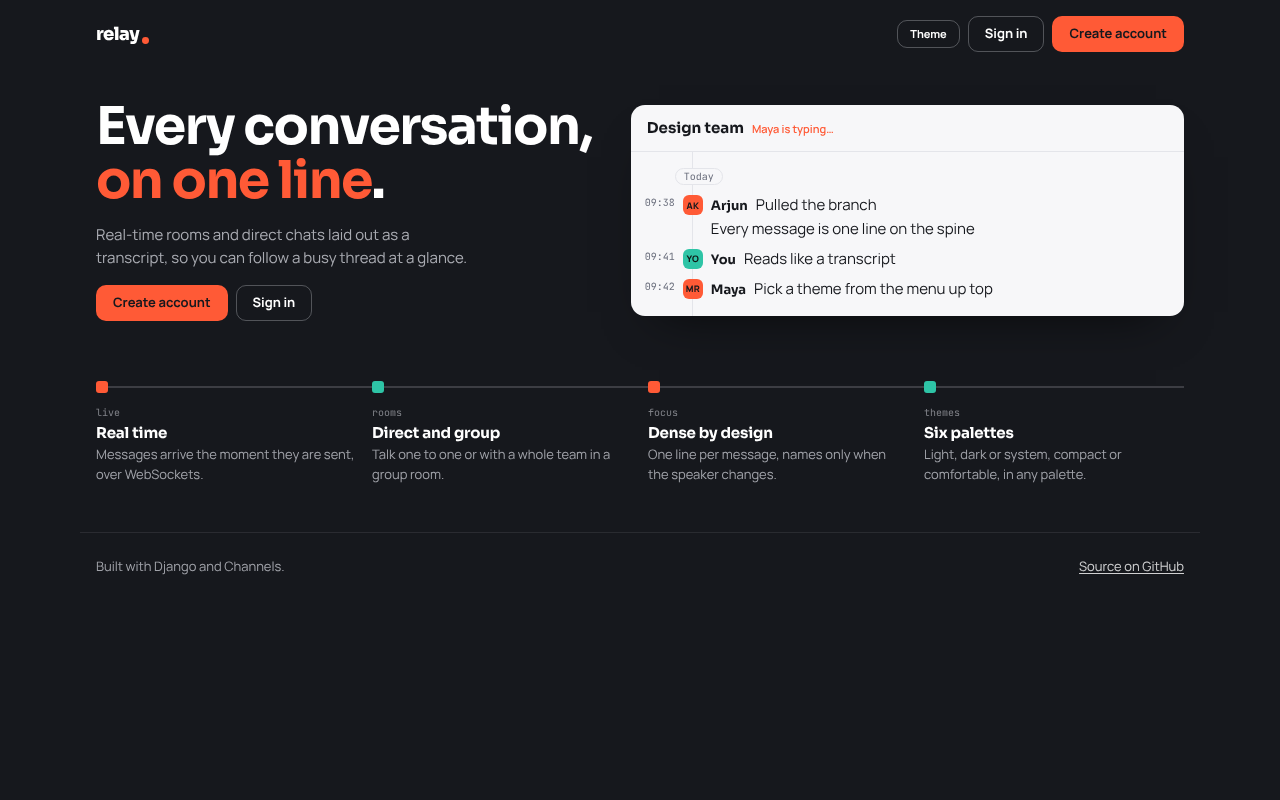 relay.
Theme
Sign in
Create account
Every conversation,
on one line.
Real-time rooms and direct chats laid out as a
transcript, so you can follow a busy thread at a glance.
Create account
Sign in
Design team Maya is typing…
Today
09:38 AK Arjun Pulled the branch
Every message is one line on the spine
09:41 YO You Reads like a transcript
09:42 MR Maya Pick a theme from the menu up top
live
Real time
Messages arrive the moment they are sent,
over WebSockets.
rooms
Direct and group
Talk one to one or with a whole team in a
group room.
focus
Dense by design
One line per message, names only when
the speaker changes.
themes
Six palettes
Light, dark or system, compact or
comfortable, in any palette.
Built with Django and Channels.
Source on GitHub